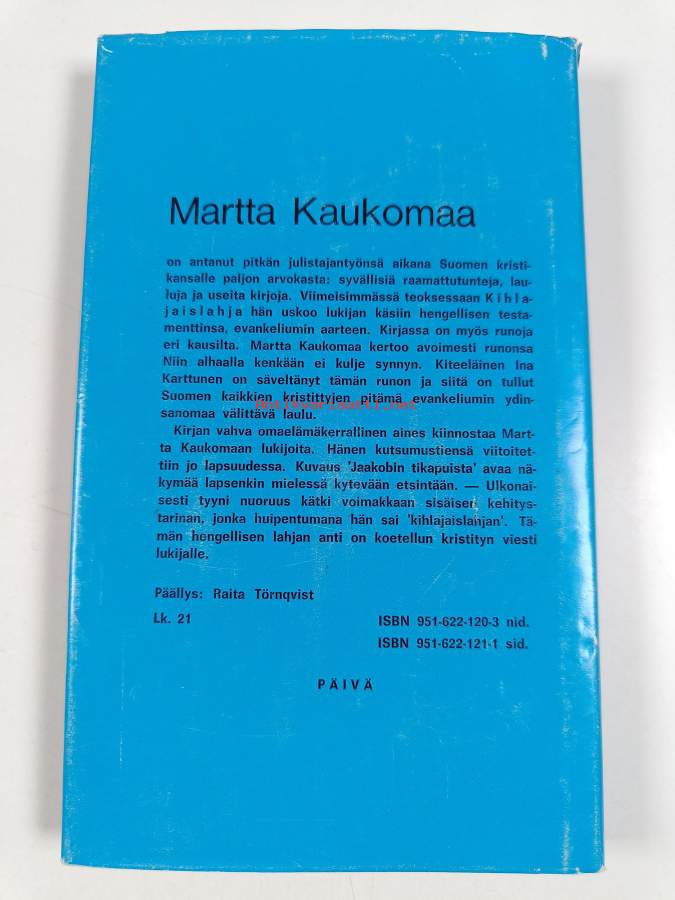 Martta Kaukomaa
on antanut pitkän julistajantyönsä aikana Suomen kristi-
kansalle paljon arvokasta: syvällisiä raamattutunteja, lau-
luja ja useita kirjoja. Viimeisimmässä teoksessaan Kihla-
jaislahja hän uskoo lukijan käsiin hengellisen testa-
menttinsa, evankeliumin aarteen. Kirjassa on myös runoja
eri kausilta. Martta Kaukomaa kertoo avoimesti runonsa
Niin alhaalla kenkään ei kulje synnyn. Kiteeläinen Ina
Karttunen on säveltänyt tämän runon ja siitä on tullut
Suomen kaikkien kristittyjen pitämä evankeliumin ydin-
sanomaa välittävä laulu.
Antikvariaatti.net
Kirjan vahva omaelämäkerrallinen aines kiinnostaa Mart-
ta Kaukomaan lukijoita. Hänen kutsumustiensä viitoitet-
tiin jo lapsuudessa. Kuvaus 'Jaakobin tikapuista' avaa nä-
kymää lapsenkin mielessä kytevään etsintään. — Ulkonai-
sesti tyyni nuoruus kätki voimakkaan sisäisen kehitys-
tarinan, jonka huipentumana hän sai 'kihlajaislahjan'. Tä-
män hengellisen lahjan anti on koetellun kristityn viesti
lukijalle.
Päällys: Raita Törnqvist
Lk. 21
ISBN 951-622-120-3 nid.
ISBN 951-622-121-1 sid.
PÄIVÄ